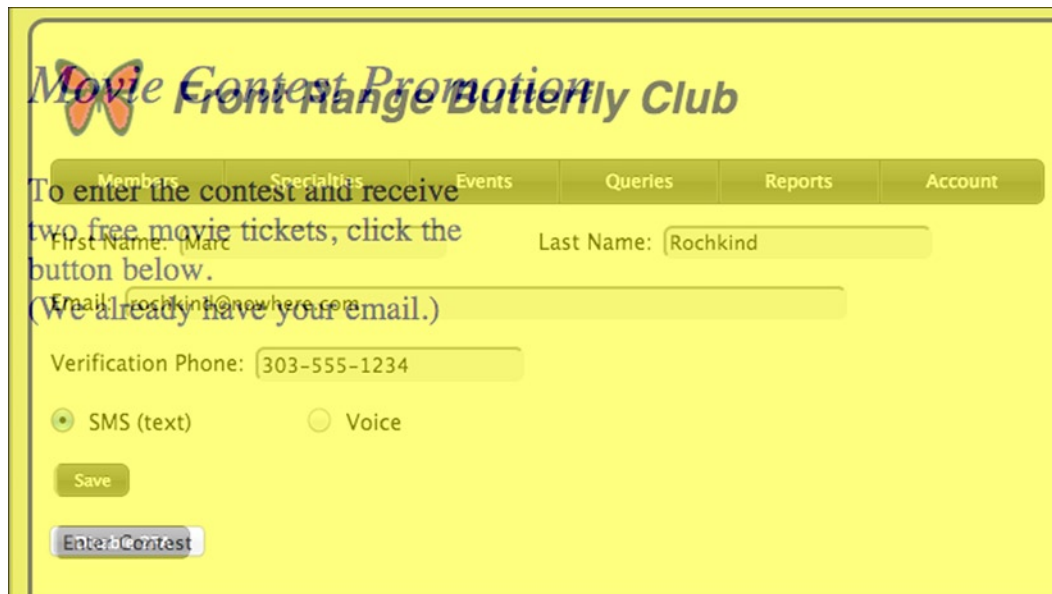 Movie Contest Promotion
Front Range Butterfly Club
Members Specialties Events Queries Reports Account
To enter the contest and receive
two free movie tickets, click the
First Name: Marc Last Name: Rochkind
button below.
Email: rochkind@nowhere.com
(We already have your email.)
Verification Phone: 303-555-1234
SMS (text) Voice
Save
Enter Contest